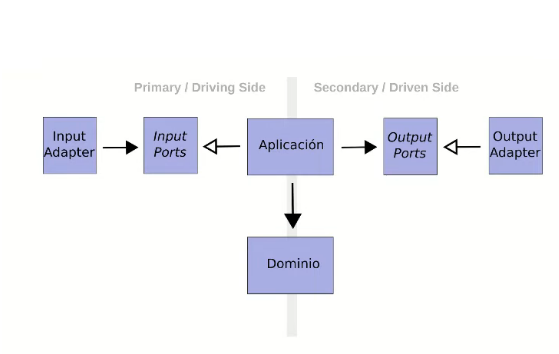 Primary / Driving Side
Secondary / Driven Side
Input
Adapter
Input
Ports
Aplicación
Output
Ports
Output
Adapter
Dominio